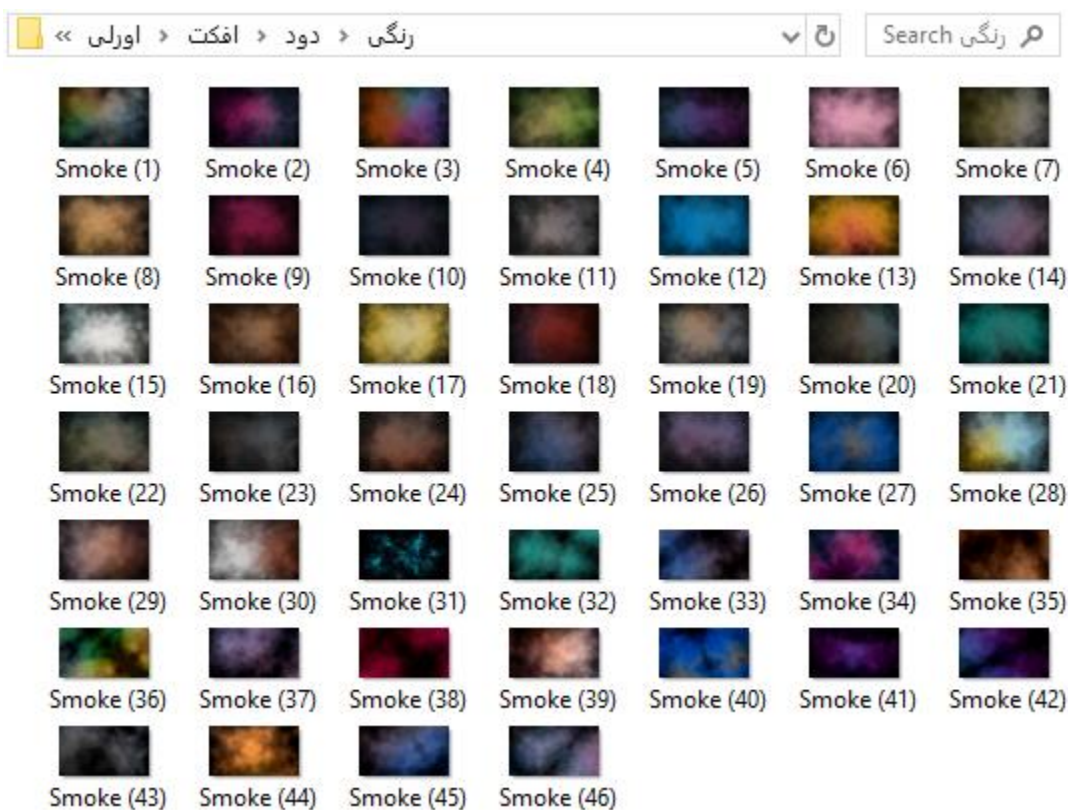 « اورلی › افکت › دود › رنگی
Search رنگی
Smoke (1) Smoke (2) Smoke (3) Smoke (4) Smoke (5) Smoke (6) Smoke (7)
Smoke (8) Smoke (9) Smoke (10) Smoke (11) Smoke (12) Smoke (13) Smoke (14)
Smoke (15) Smoke (16) Smoke (17) Smoke (18) Smoke (19) Smoke (20) Smoke (21)
Smoke (22) Smoke (23) Smoke (24) Smoke (25) Smoke (26) Smoke (27) Smoke (28)
Smoke (29) Smoke (30) Smoke (31) Smoke (32) Smoke (33) Smoke (34) Smoke (35)
Smoke (36) Smoke (37) Smoke (38) Smoke (39) Smoke (40) Smoke (41) Smoke (42)
Smoke (43) Smoke (44) Smoke (45) Smoke (46)